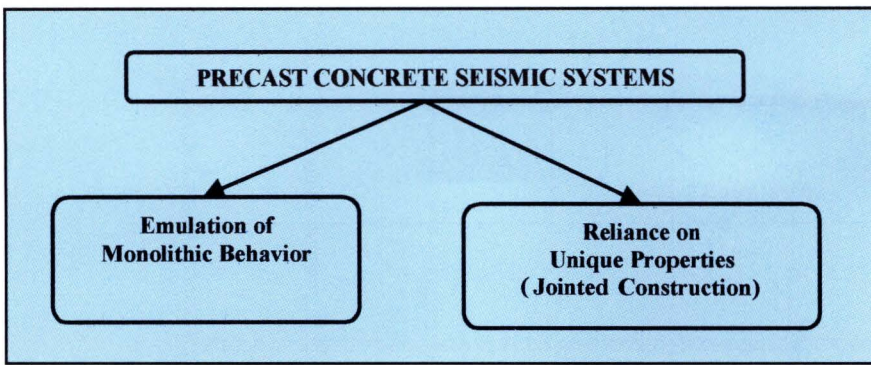 PRECAST CONCRETE SEISMIC SYSTEMS
Emulation of
Monolithic Behavior
Reliance on
Unique Properties
( Jointed Construction)